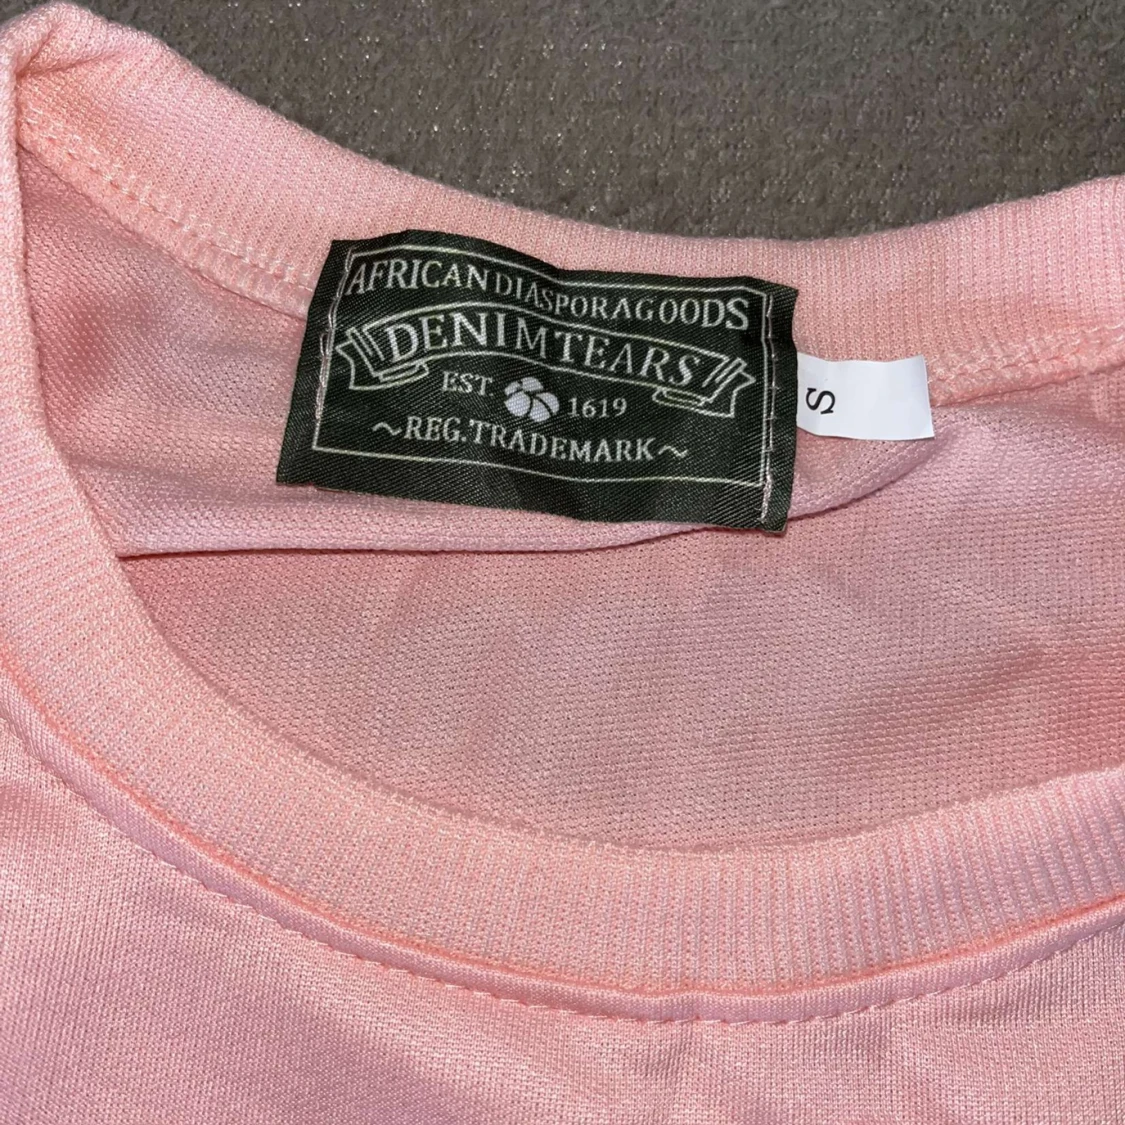 AFRICANDIASPORAGOODS
DENIMTEARS
EST. 1619
~REG.TRADEMARK~
S